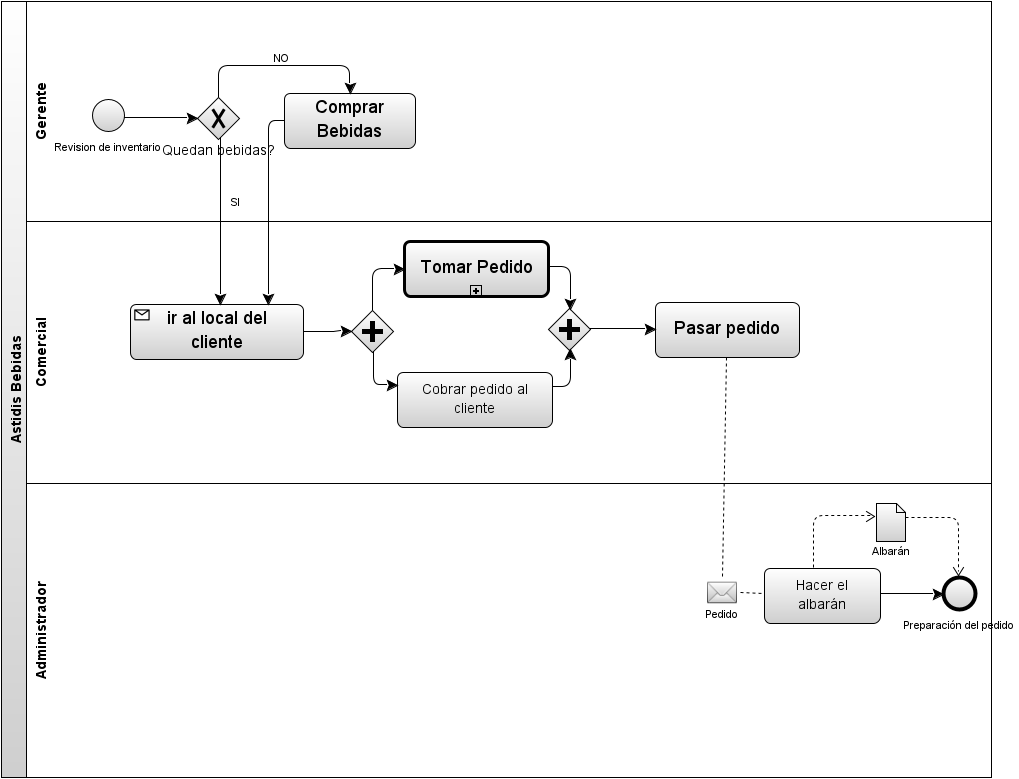 Astidis Bebidas
Gerente
NO
Comprar
Bebidas
Revision de inventario
Quedan bebidas?
SI
Comercial
Tomar Pedido
ir al local del
cliente
Pasar pedido
Cobrar pedido al
cliente
Administrador
Albarán
Hacer el
albarán
Pedido
Preparación del pedido